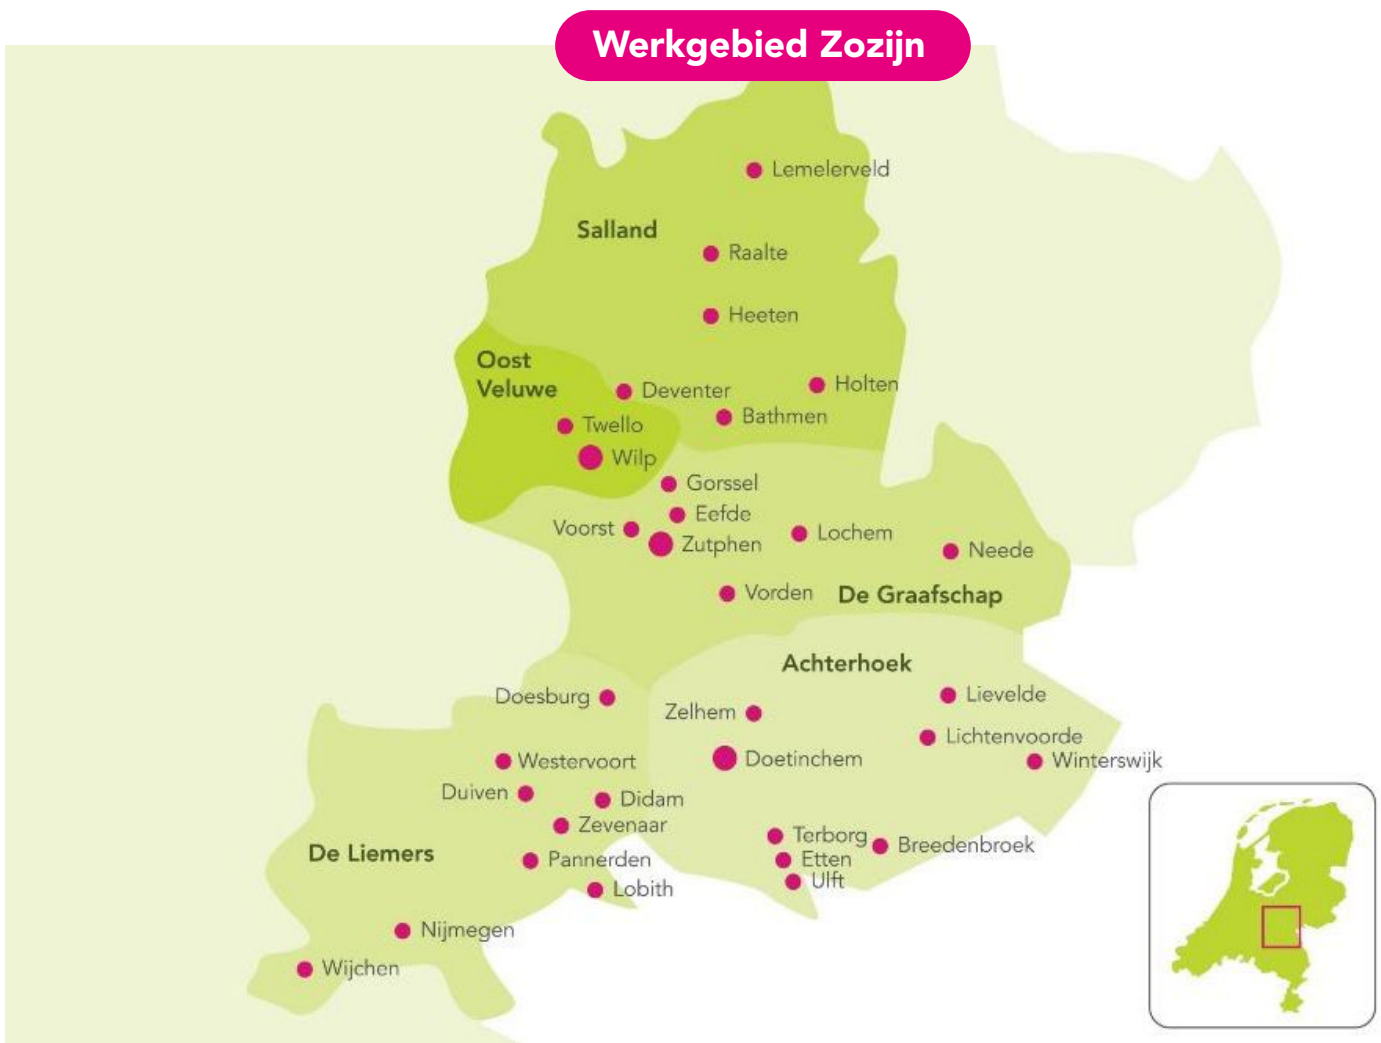 Werkgebied Zozijn
Lemelerveld
Salland
Raalte
Heeten
Oost
Veluwe
Deventer
Holten
Bathmen
Twello
Wilp
Gorssel
Eefde
Voorst
Zutphen
Lochem
Neede
Vorden
De Graafschap
Achterhoek
Doesburg
Lievelde
Zelhem
Lichtenvoorde
Westervoort
Doetinchem
Winterswijk
Duiven
Didam
Zevenaar
Terborg
Breedenbroek
De Liemers
Pannerden
Etten
Ulft
Lobith
Nijmegen
Wijchen